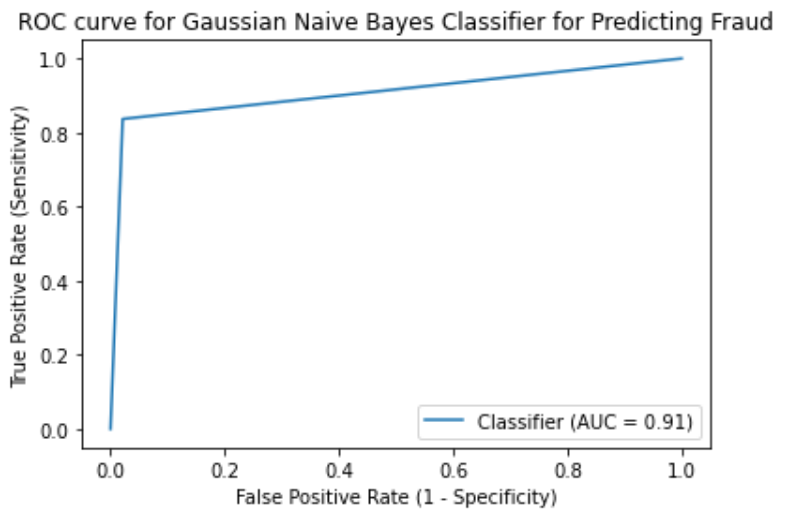 ROC curve for Gaussian Naive Bayes Classifier for Predicting Fraud
True Positive Rate (Sensitivity)
1.0
0.8
0.6
0.4
0.2
0.0
Classifier (AUC = 0.91)
0.0 0.2 0.4 0.6 0.8 1.0
False Positive Rate (1 - Specificity)